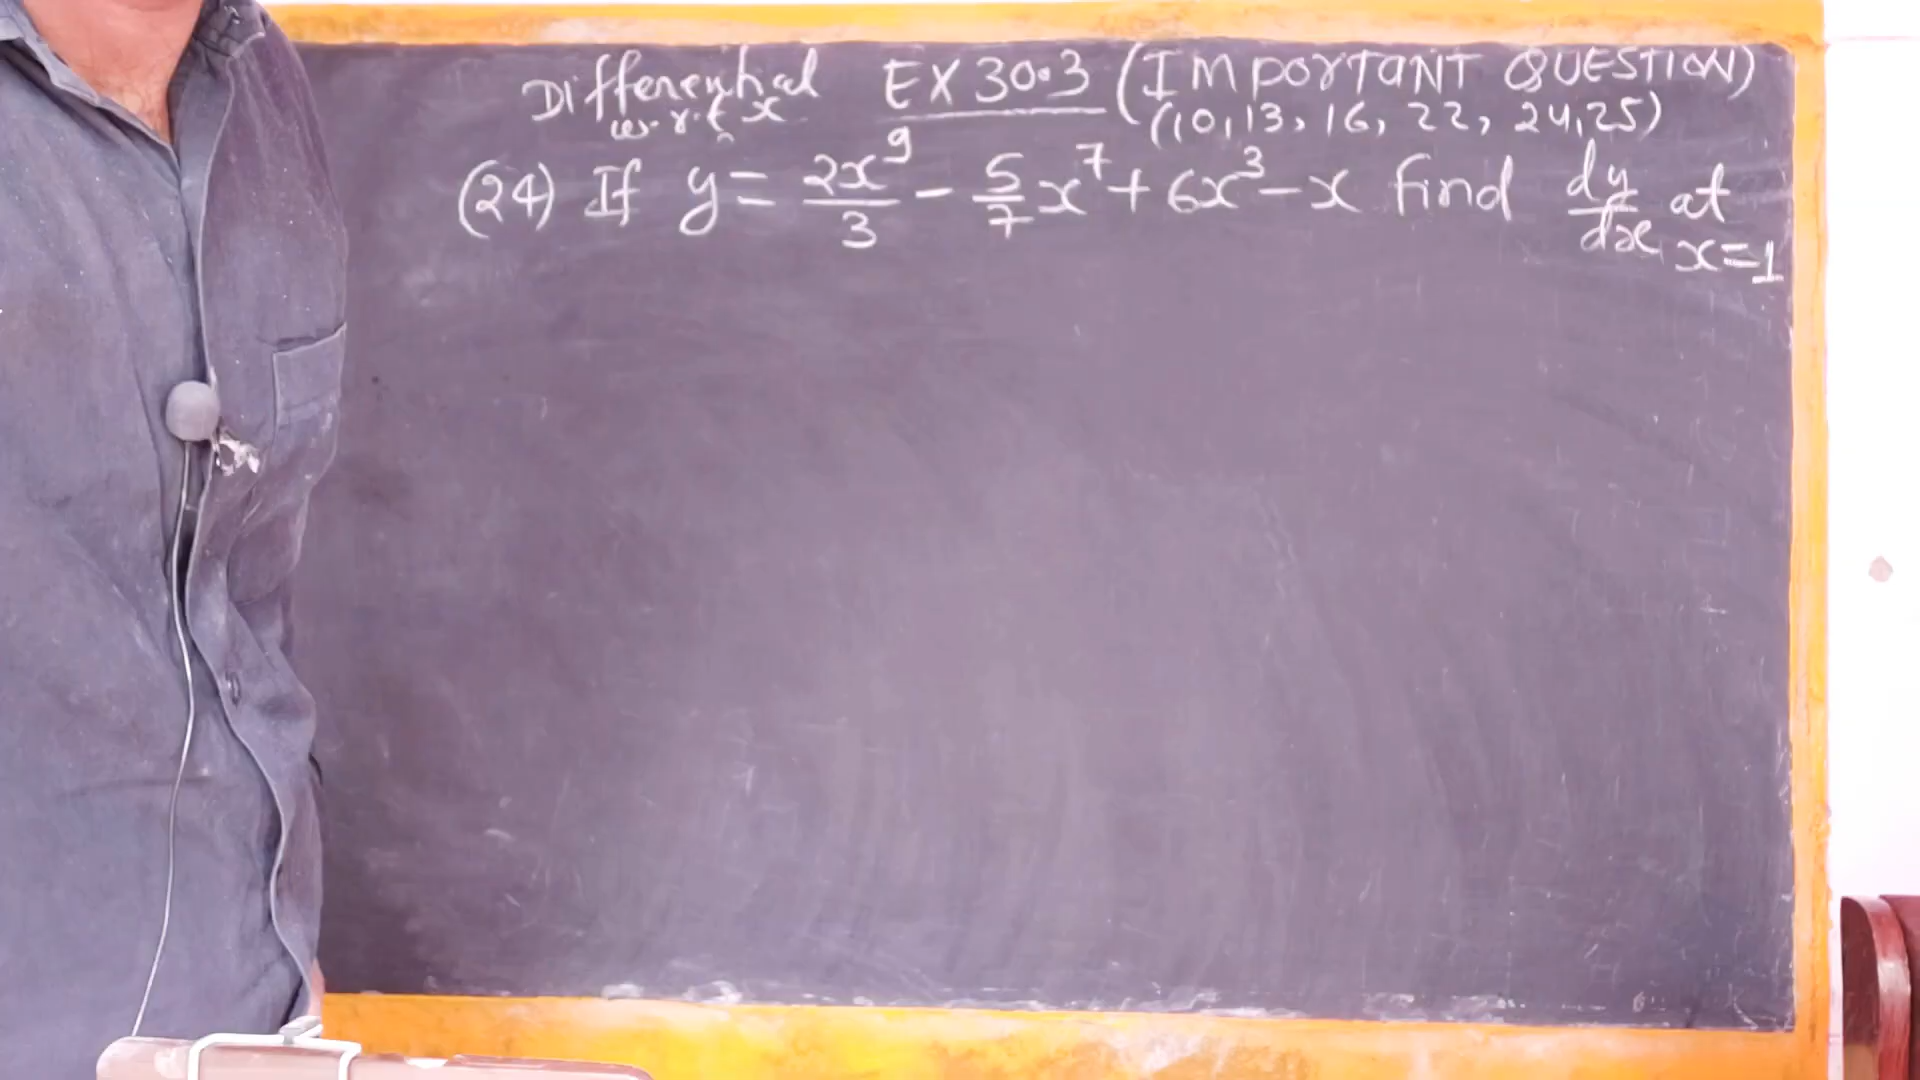 Differential EX 30.3 (IMPORTANT QUESTION)
w.r.t x (10,13, 16, 22, 24,25)
(24) If y = 2x^9/3 - 5/7 x^7 + 6x^3 - x find dy/dx at x=1